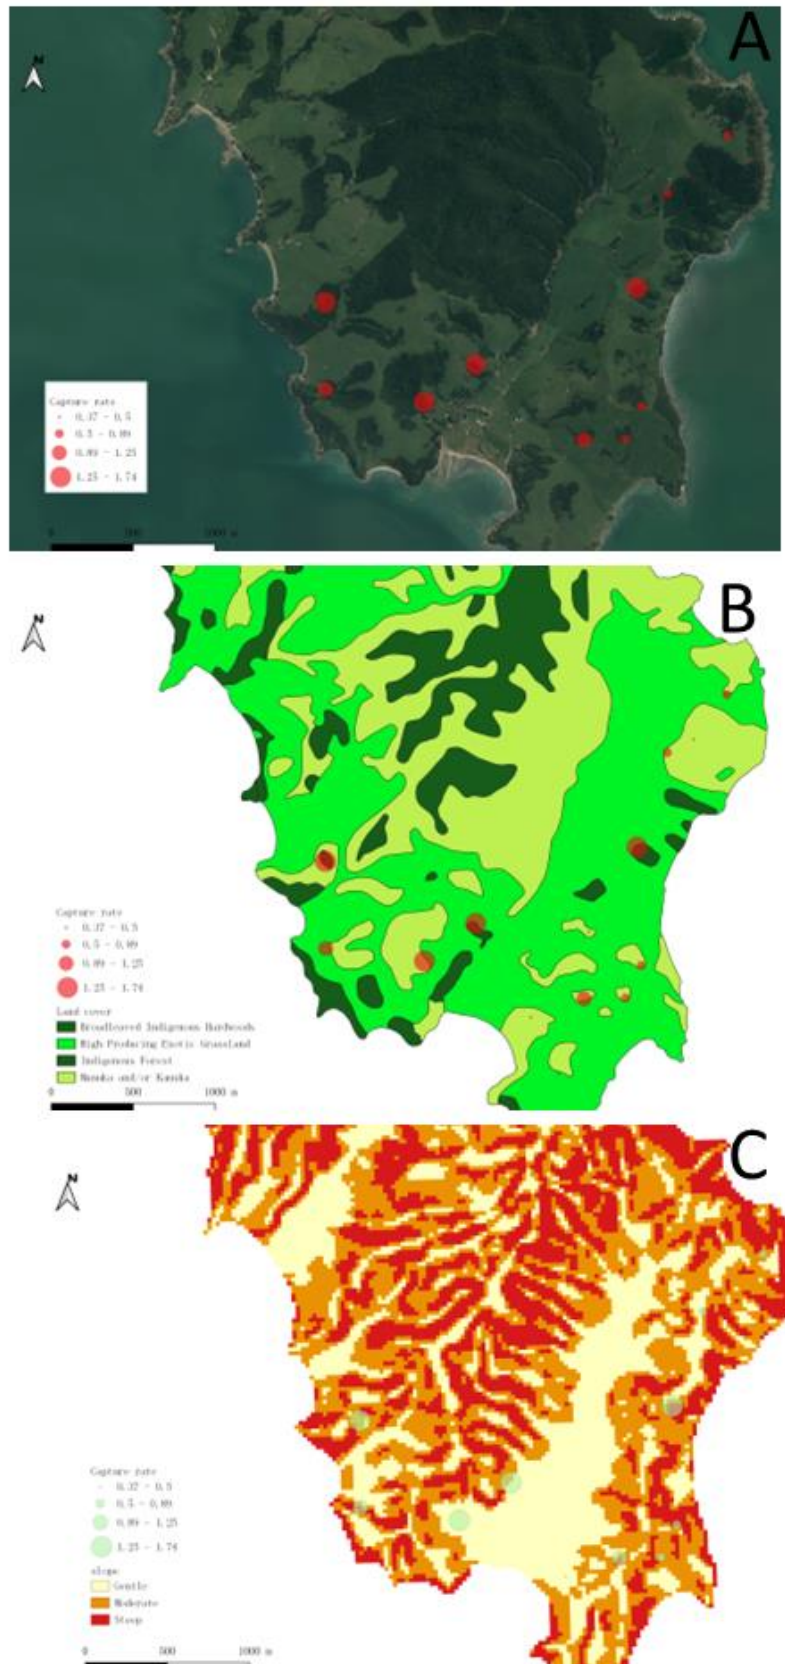 A
N
Capture rate
0.37 - 0.5
0.5 - 0.89
0.89 - 1.25
1.25 - 1.74
0 500 1000 m
B
N
Capture rate
0.37 - 0.5
0.5 - 0.89
0.89 - 1.25
1.25 - 1.74
Land cover
Broadleaved Indigenous Hardwoods
High Producing Exotic Grassland
Indigenous Forest
Manuka and/or Kanuka
0 500 1000 m
C
N
Capture rate
0.37 - 0.5
0.5 - 0.89
0.89 - 1.25
1.25 - 1.74
slope
Gentle
Moderate
Steep
0 500 1000 m